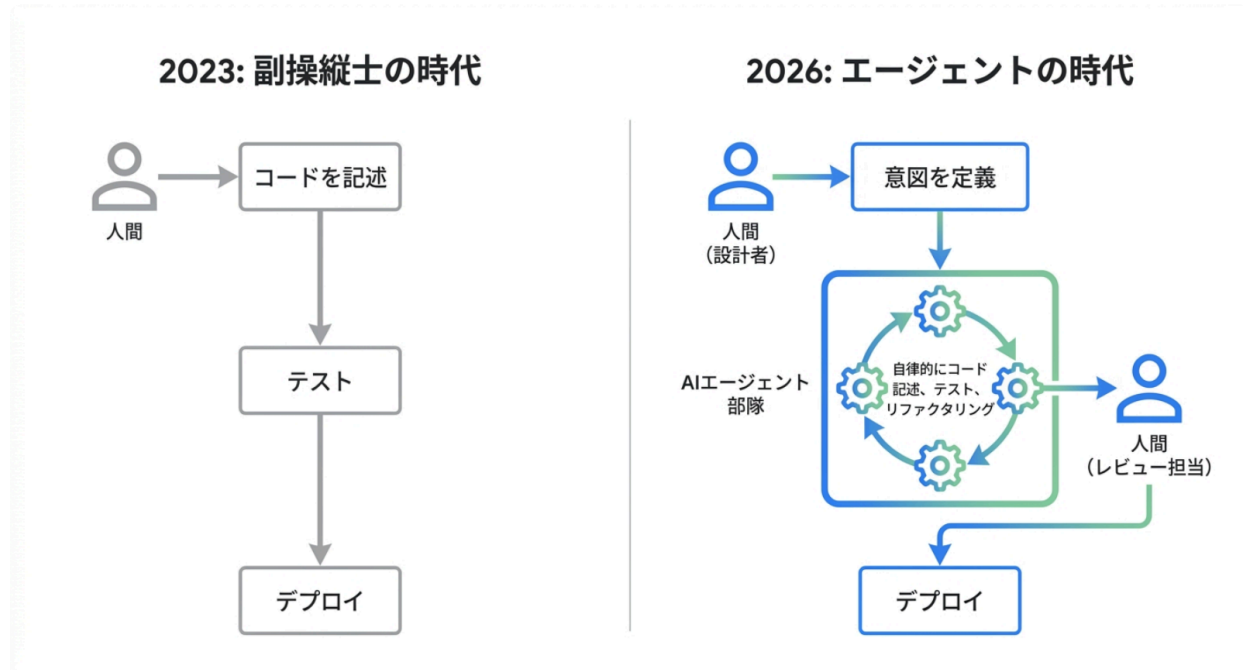 2023: 副操縦士の時代
人間
コードを記述
テスト
デプロイ
2026: エージェントの時代
人間
（設計者）
意図を定義
AIエージェント
部隊
自律的にコード
記述、テスト、
リファクタリング
人間
（レビュー担当）
デプロイ